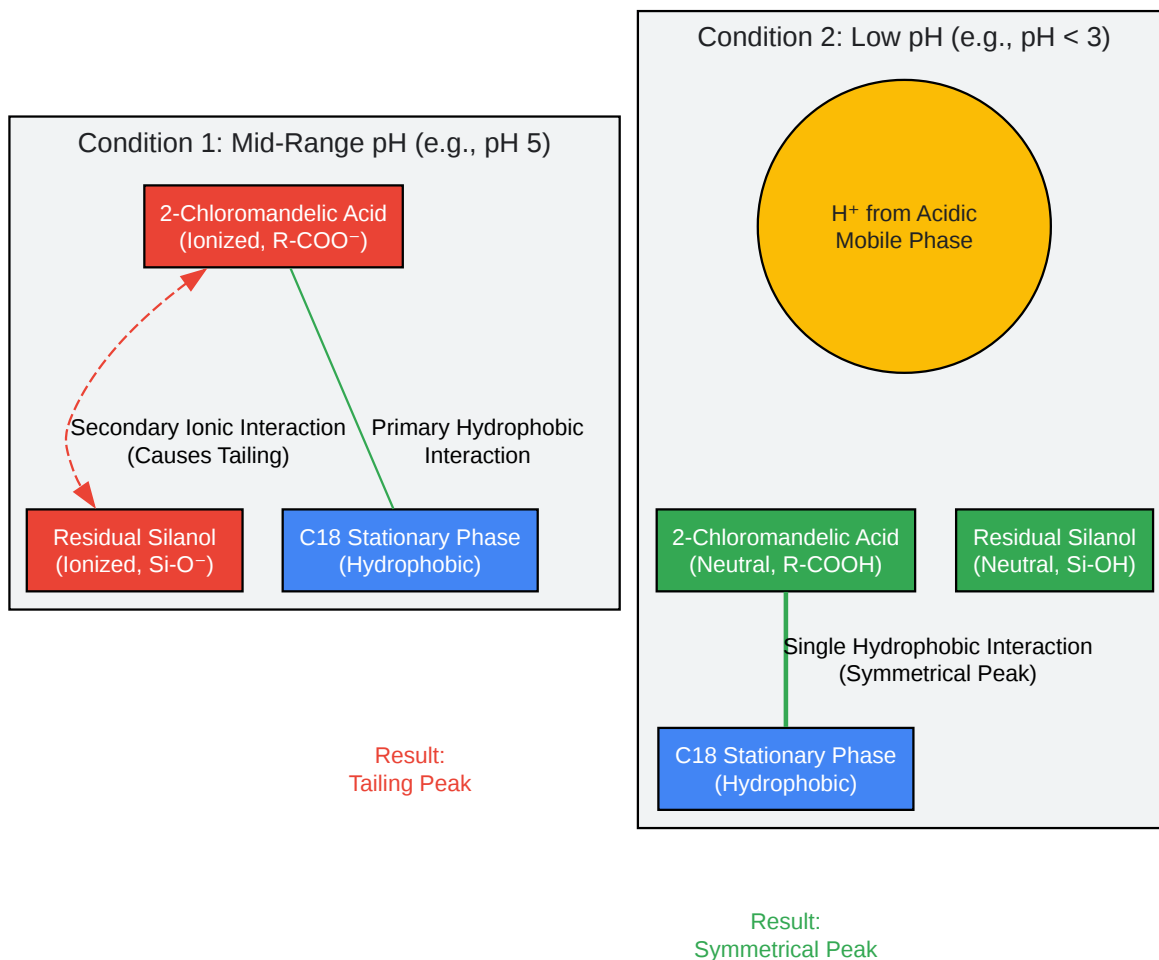 Condition 1: Mid-Range pH (e.g., pH 5)
2-Chloromandelic Acid
(Ionized, R-COO⁻)
Secondary Ionic Interaction
(Causes Tailing)
Primary Hydrophobic
Interaction
Residual Silanol
(Ionized, Si-O⁻)
C18 Stationary Phase
(Hydrophobic)
Result:
Tailing Peak
Condition 2: Low pH (e.g., pH < 3)
H⁺ from Acidic
Mobile Phase
2-Chloromandelic Acid
(Neutral, R-COOH)
Residual Silanol
(Neutral, Si-OH)
Single Hydrophobic Interaction
(Symmetrical Peak)
C18 Stationary Phase
(Hydrophobic)
Result:
Symmetrical Peak